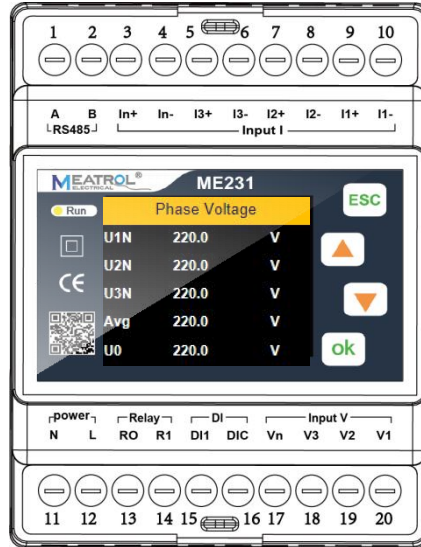 1 2 3 4 5 6 7 8 9 10
A B In+ In- I3+ I3- I2+ I2- I1+ I1-
RS485 Input I
MEATROL® ME231
ELECTRICAL
Run Phase Voltage ESC
U1N 220.0 V
U2N 220.0 V
CE
U3N 220.0 V
Avg 220.0 V
U0 220.0 V ok
power Relay DI Input V
N L RO R1 DI1 DIC Vn V3 V2 V1
11 12 13 14 15 16 17 18 19 20